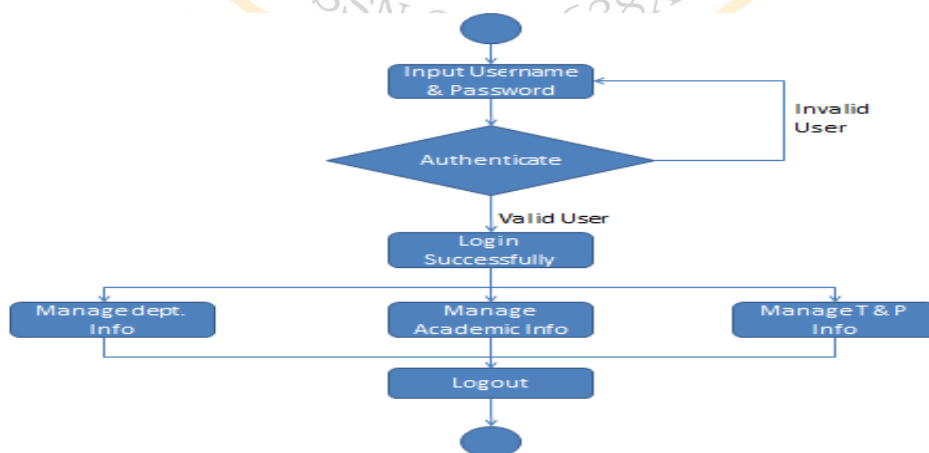 Input Username
& Password
Invalid
User
Authenticate
Valid User
Login
Successfully
Manage dept.
Info
Manage
Academic Info
Manage T & P
Info
Logout